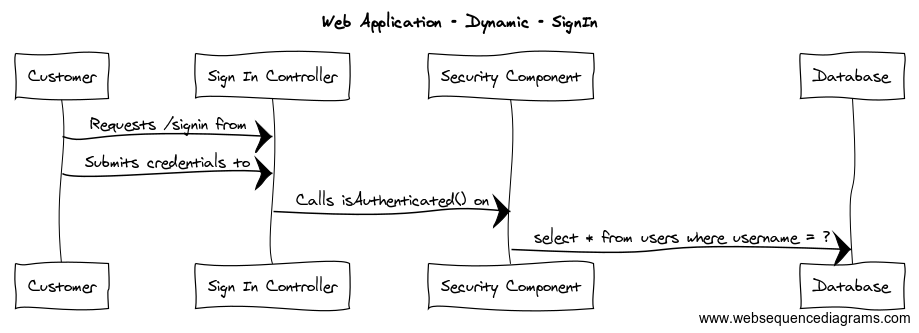 Web Application - Dynamic - SignIn
Customer
Sign In Controller
Security Component
Database
Requests /signin from
Submits credentials to
Calls isAuthenticated() on
select * from users where username = ?
Customer
Sign In Controller
Security Component
Database
www.websequencediagrams.com